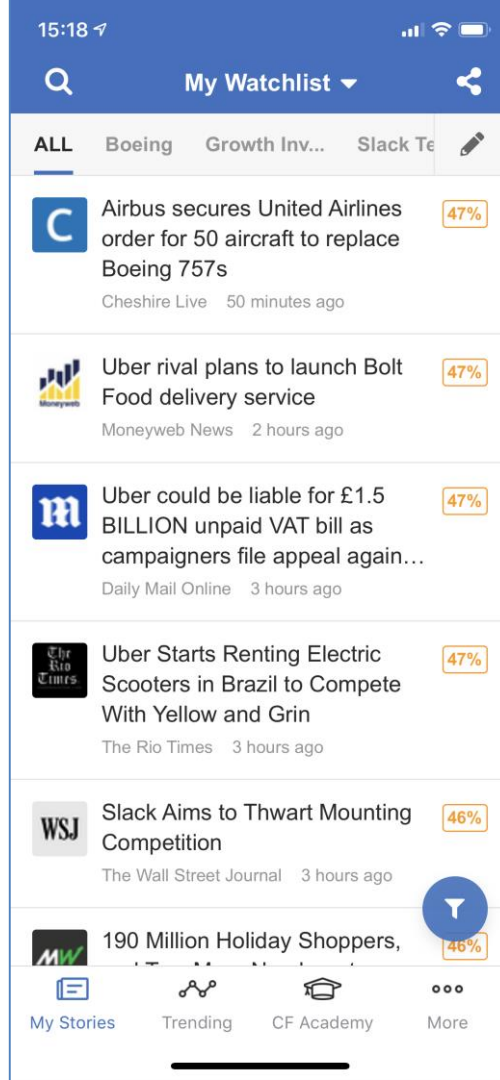 15:18
My Watchlist
ALL Boeing Growth Inv... Slack Te
C
Airbus secures United Airlines 47%
order for 50 aircraft to replace
Boeing 757s
Cheshire Live 50 minutes ago
Uber rival plans to launch Bolt 47%
Food delivery service
Moneyweb
Moneyweb News 2 hours ago
Uber could be liable for £1.5 47%
m
BILLION unpaid VAT bill as
campaigners file appeal again...
Daily Mail Online 3 hours ago
The Rio Times
Uber Starts Renting Electric 47%
Scooters in Brazil to Compete
With Yellow and Grin
The Rio Times 3 hours ago
WSJ
Slack Aims to Thwart Mounting 46%
Competition
The Wall Street Journal 3 hours ago
MW
190 Million Holiday Shoppers, 46%
My Stories Trending CF Academy More